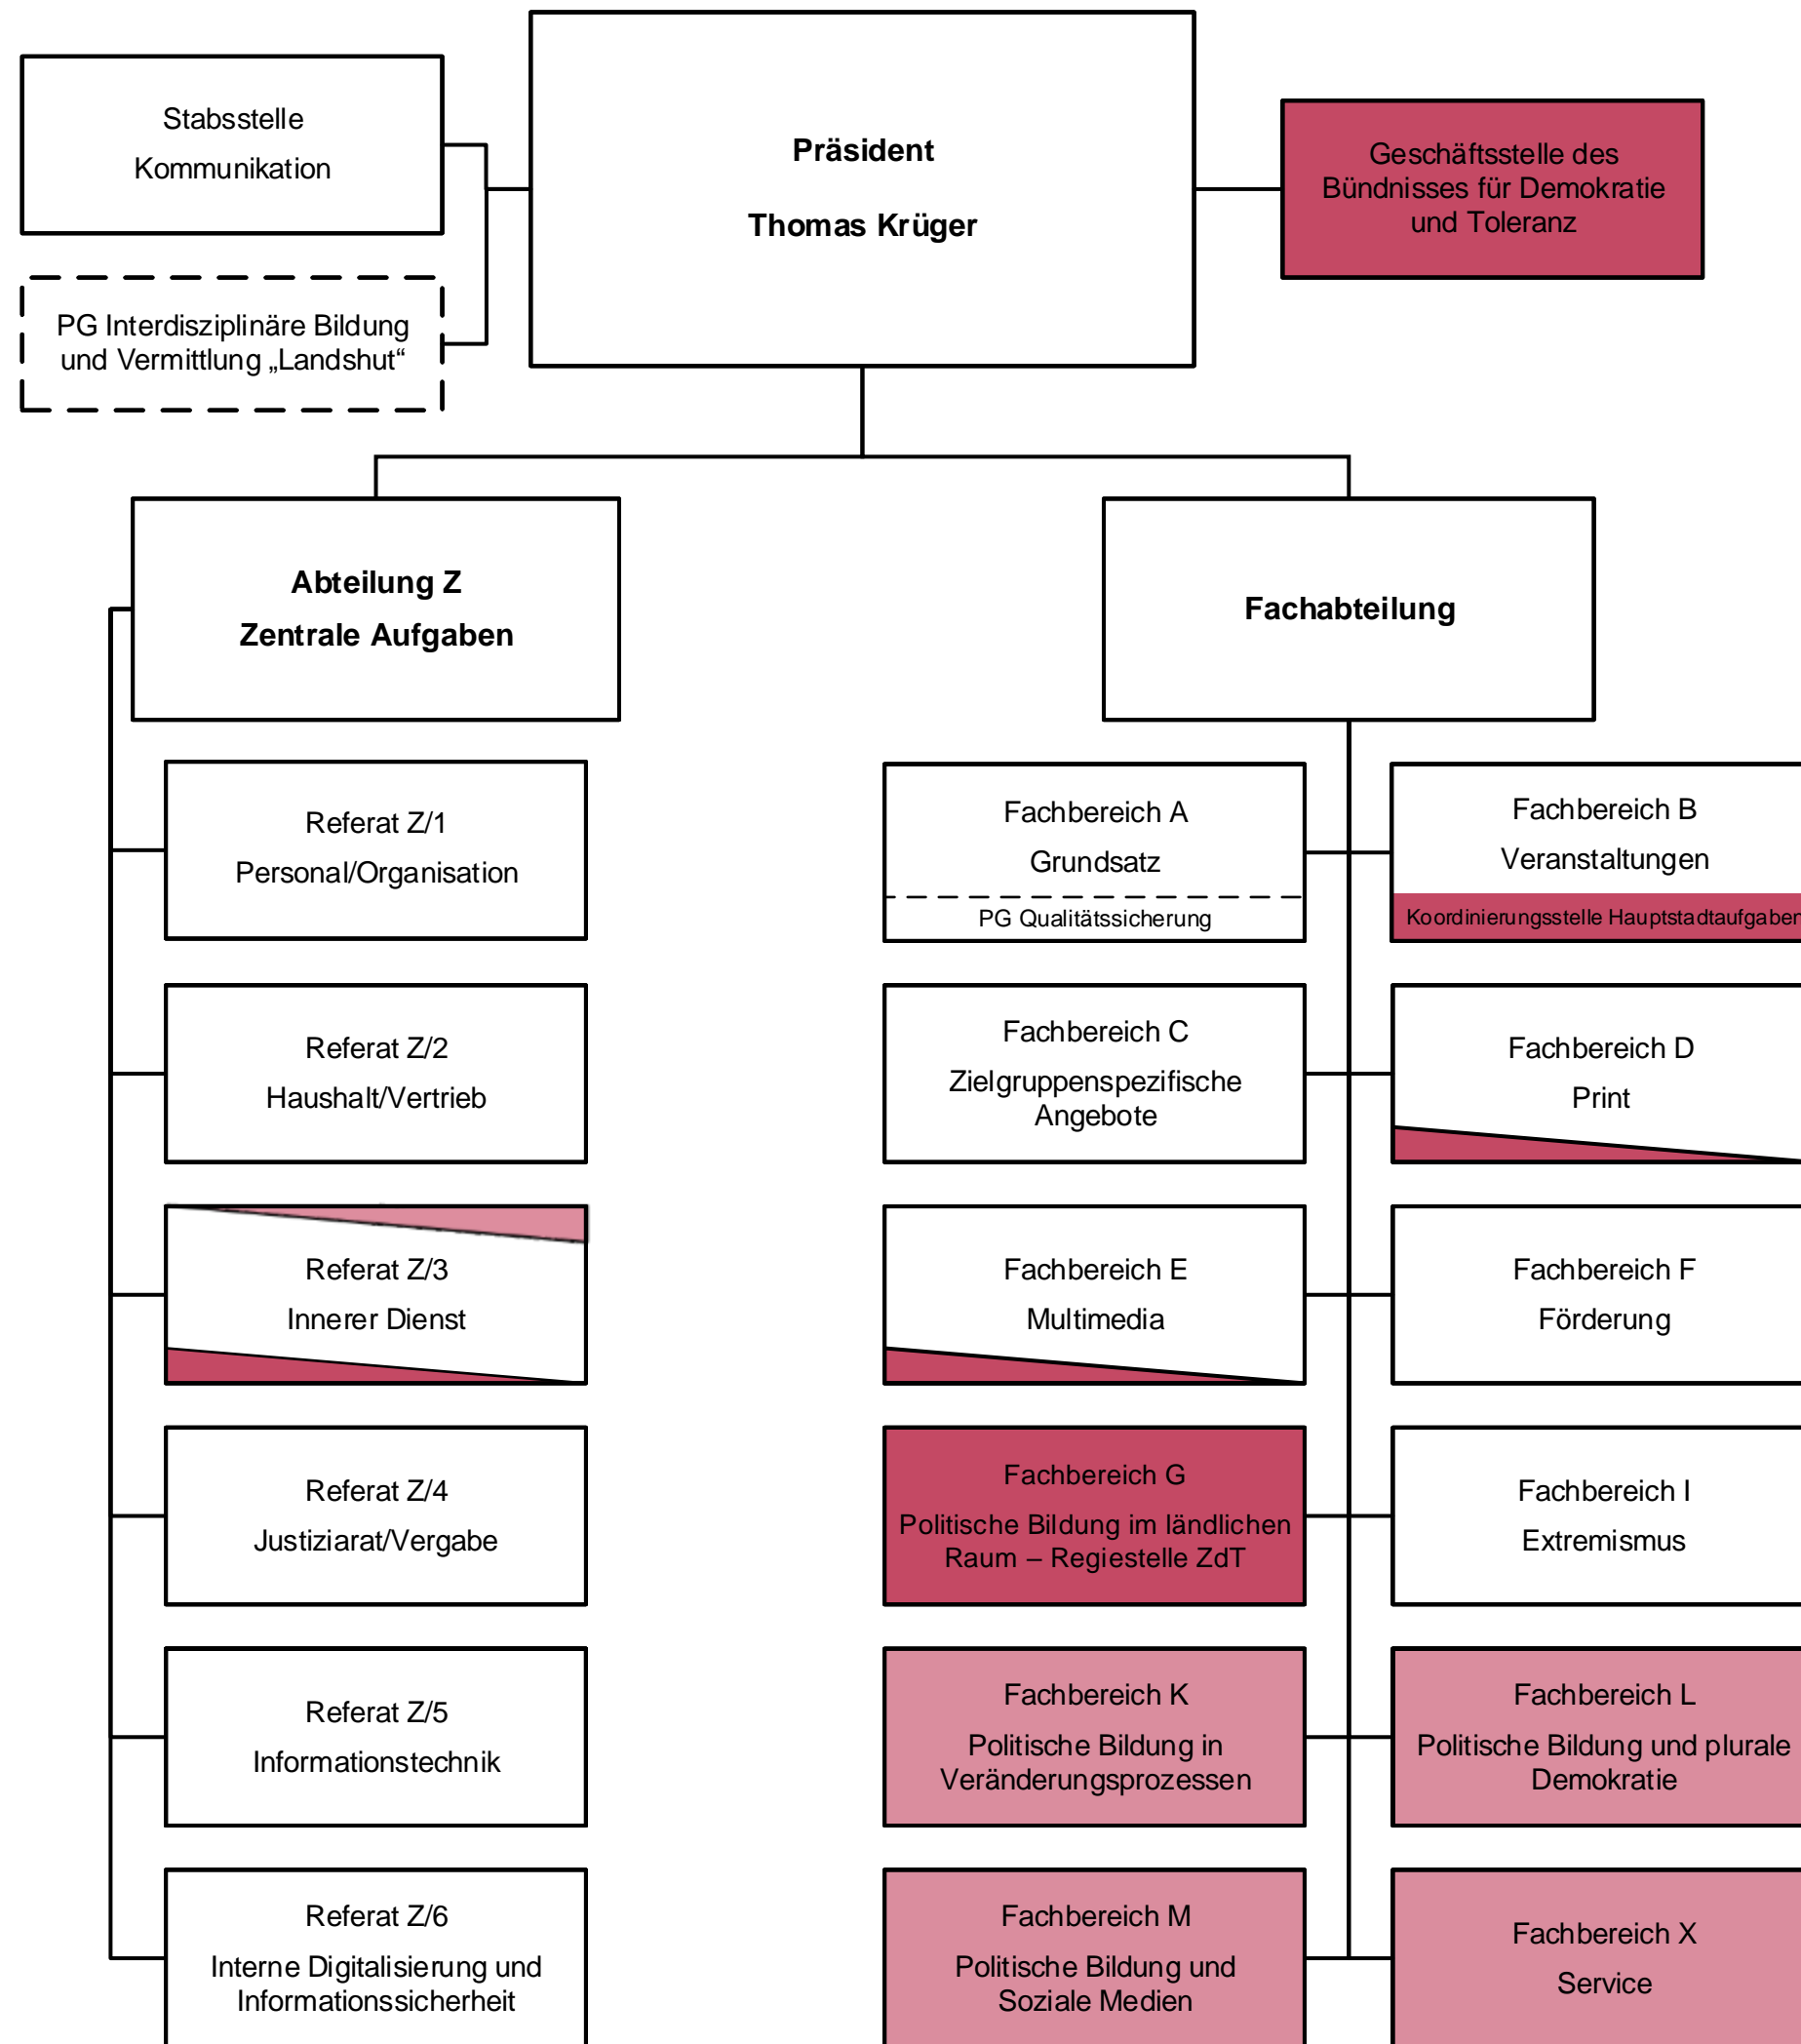 Stabsstelle
Kommunikation
PG Interdisziplinäre Bildung
und Vermittlung „Landshut“
Präsident
Thomas Krüger
Geschäftsstelle des
Bündnisses für Demokratie
und Toleranz
Abteilung Z
Zentrale Aufgaben
Referat Z/1
Personal/Organisation
Referat Z/2
Haushalt/Vertrieb
Referat Z/3
Innerer Dienst
Referat Z/4
Justiziariat/Vergabe
Referat Z/5
Informationstechnik
Referat Z/6
Interne Digitalisierung und
Informationssicherheit
Fachabteilung
Fachbereich A
Grundsatz
PG Qualitätssicherung
Fachbereich B
Veranstaltungen
Koordinierungsstelle Hauptstadtaufgaben
Fachbereich C
Zielgruppenspezifische
Angebote
Fachbereich D
Print
Fachbereich E
Multimedia
Fachbereich F
Förderung
Fachbereich G
Politische Bildung im ländlichen
Raum – Regiestelle ZdT
Fachbereich I
Extremismus
Fachbereich K
Politische Bildung in
Veränderungsprozessen
Fachbereich L
Politische Bildung und plurale
Demokratie
Fachbereich M
Politische Bildung und
Soziale Medien
Fachbereich X
Service